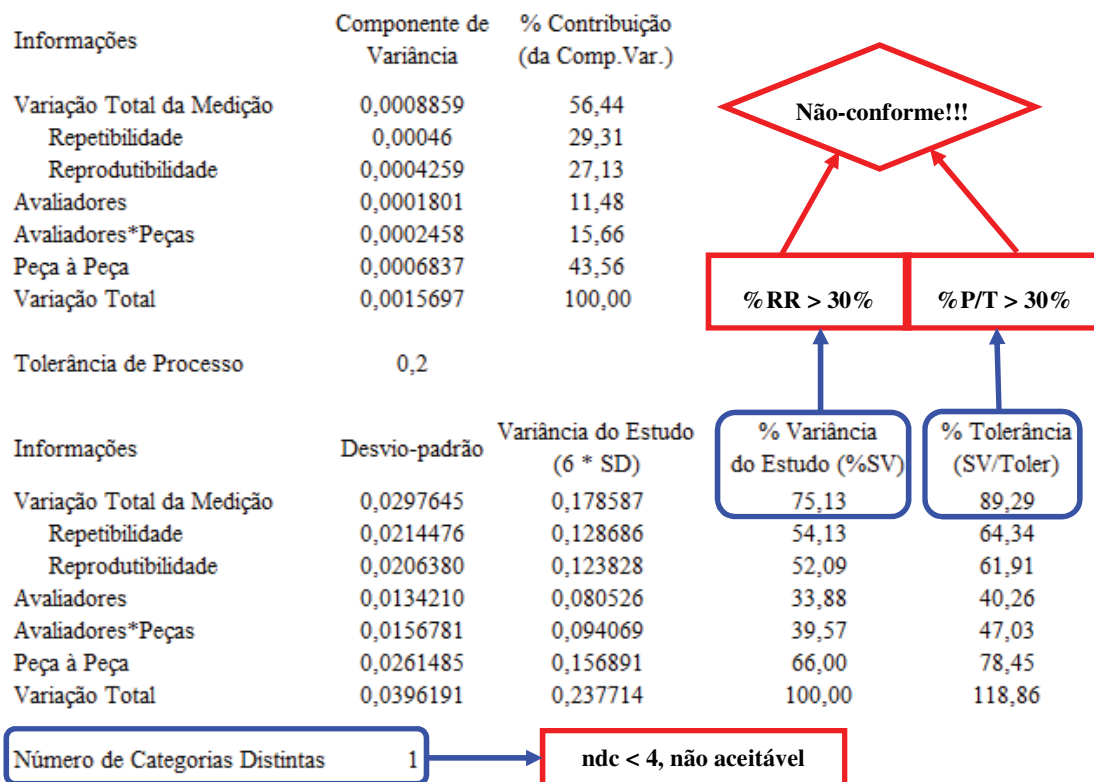 Informações Componente de Variância % Contribuição (da Comp.Var.)
Variação Total da Medição 0,0008859 56,44
Repetibilidade 0,00046 29,31
Reprodutibilidade 0,0004259 27,13
Avaliadores 0,0001801 11,48
Avaliadores*Peças 0,0002458 15,66
Peça à Peça 0,0006837 43,56
Variação Total 0,0015697 100,00
Não-conforme!!!
%RR > 30% %P/T > 30%
Tolerância de Processo 0,2
Informações Desvio-padrão Variância do Estudo (6 * SD) % Variância do Estudo (%SV) % Tolerância (SV/Toler)
Variação Total da Medição 0,0297645 0,178587 75,13 89,29
Repetibilidade 0,0214476 0,128686 54,13 64,34
Reprodutibilidade 0,0206380 0,123828 52,09 61,91
Avaliadores 0,0134210 0,080526 33,88 40,26
Avaliadores*Peças 0,0156781 0,094069 39,57 47,03
Peça à Peça 0,0261485 0,156891 66,00 78,45
Variação Total 0,0396191 0,237714 100,00 118,86
Número de Categorias Distintas 1 ndc < 4, não aceitável